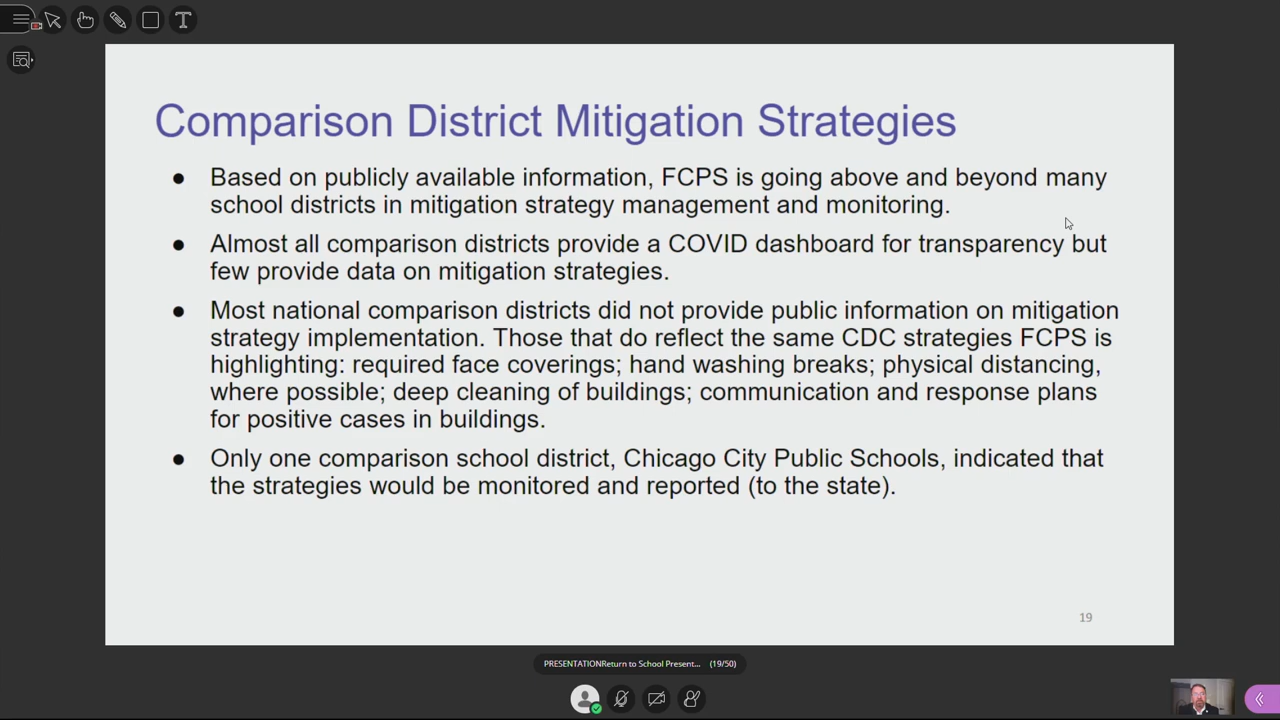 T
Comparison District Mitigation Strategies
● Based on publicly available information, FCPS is going above and beyond many
school districts in mitigation strategy management and monitoring.
● Almost all comparison districts provide a COVID dashboard for transparency but
few provide data on mitigation strategies.
● Most national comparison districts did not provide public information on mitigation
strategy implementation. Those that do reflect the same CDC strategies FCPS is
highlighting: required face coverings; hand washing breaks; physical distancing,
where possible; deep cleaning of buildings; communication and response plans
for positive cases in buildings.
● Only one comparison school district, Chicago City Public Schools, indicated that
the strategies would be monitored and reported (to the state).
19
PRESENTATIONReturn to School Present... (19/50)